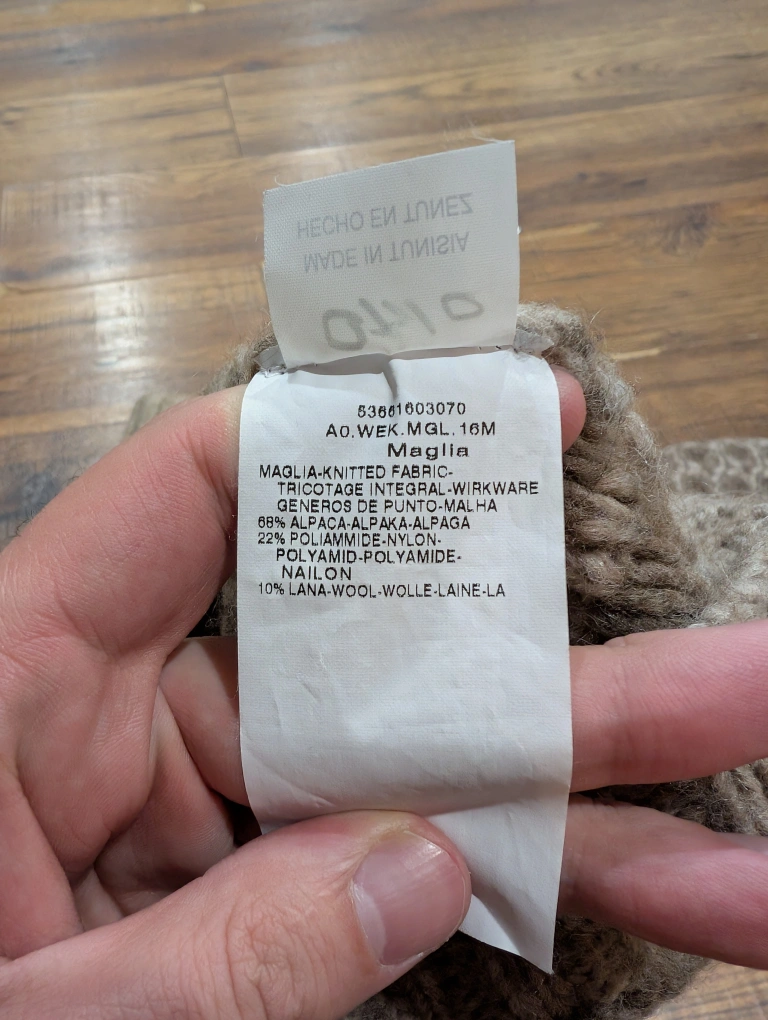 HECHO EN TUNEZ
MADE IN TUNISIA
53661603070
A0.WEK.MGL.16M
Maglia
MAGLIA-KNITTED FABRIC-
TRICOTAGE INTEGRAL-WIRKWARE
GENEROS DE PUNTO-MALHA
68% ALPACA-ALPAKA-ALPAGA
22% POLIAMMIDE-NYLON-
POLYAMID-POLYAMIDE-
NAILON
10% LANA-WOOL-WOLLE-LAINE-LA